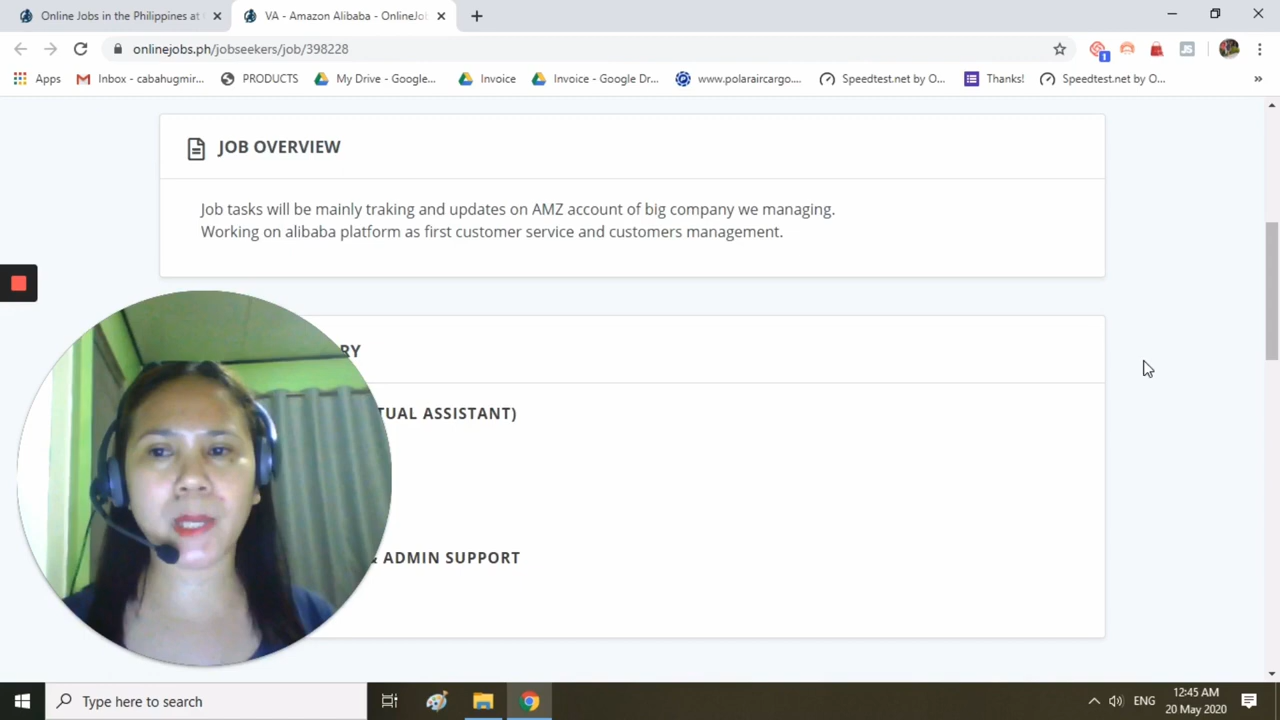 Online Jobs in the Philippines at
VA - Amazon Alibaba - OnlineJob
onlinejobs.ph/jobseekers/job/398228
1
JS
Apps
Inbox - cabahugmir...
PRODUCTS
My Drive - Google...
Invoice
Invoice - Google Dr...
www.polaraircargo....
Speedtest.net by O...
Thanks!
Speedtest.net by O...
JOB OVERVIEW
Job tasks will be mainly traking and updates on AMZ account of big company we managing.
Working on alibaba platform as first customer service and customers management.
RY
TUAL ASSISTANT)
& ADMIN SUPPORT
Type here to search
ENG
12:45 AM
20 May 2020